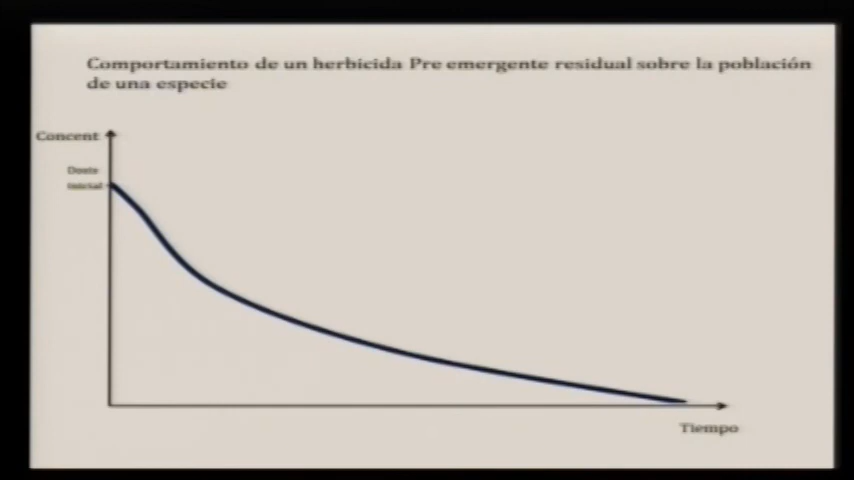 Comportamiento de un herbicida Pre emergente residual sobre la población
de una especie
Concent
Dosis
inicial
Tiempo